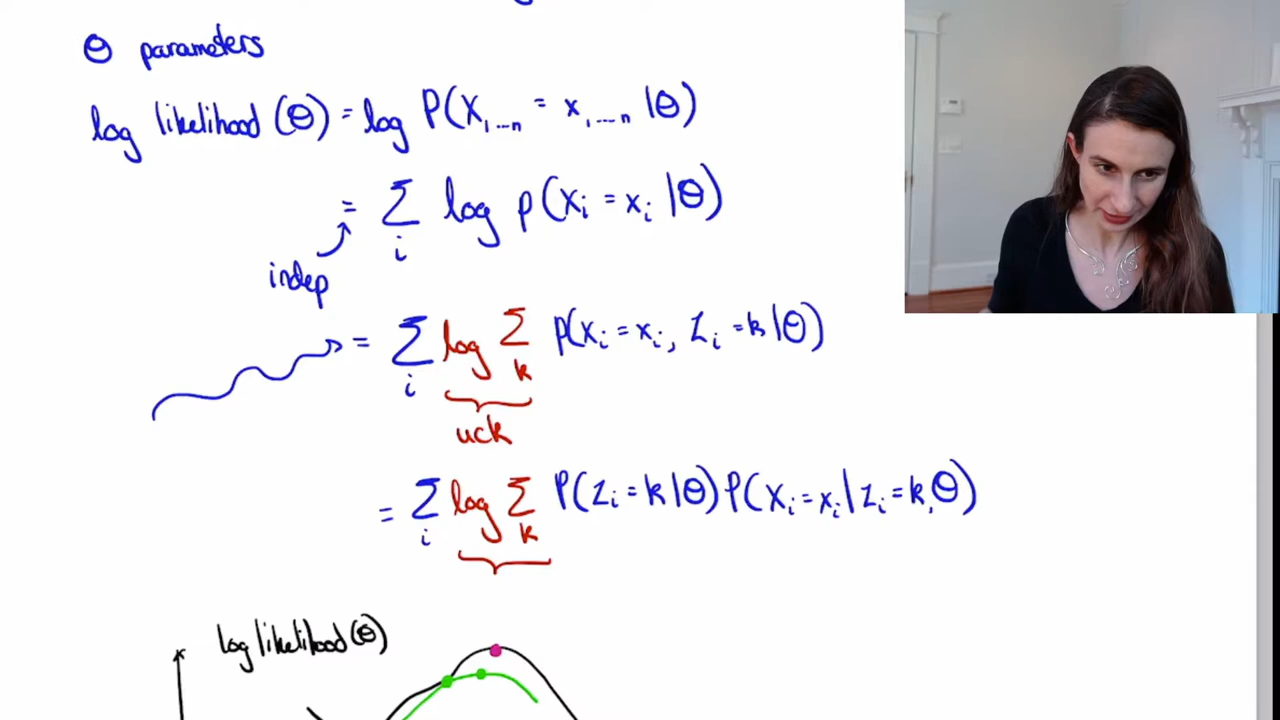 θ parameters
log likelihood (θ) = log P(X₁,...n = x₁,...n |θ)
= Σᵢ log p(Xᵢ = xᵢ |θ)
indep
= Σᵢ log Σₖ p(Xᵢ = xᵢ, Zᵢ = k |θ)
uck
= Σᵢ log Σₖ P(Zᵢ = k |θ) P(Xᵢ = xᵢ | Zᵢ = k, θ)
log likelihood (θ)